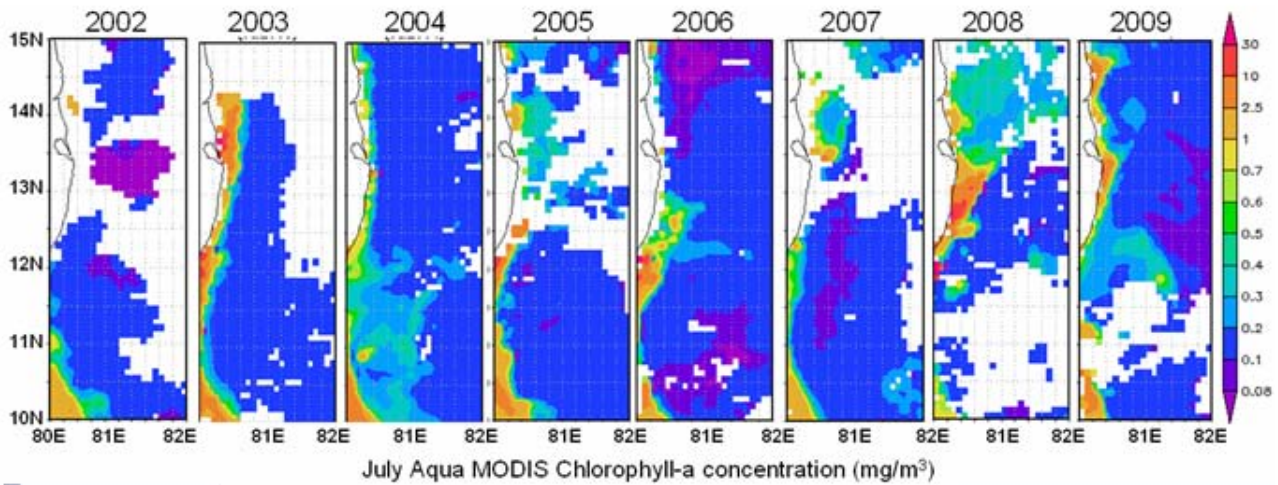 2002 2003 2004 2005 2006 2007 2008 2009
15N
14N
13N
12N
11N
10N
30
10
2.5
1
1
0.7
0.6
0.5
0.4
0.3
0.2
0.1
0.08
80E 81E 82E 81E 82E 81E 82E 81E 82E 81E 82E 81E 82E 81E 82E 81E 82E
July Aqua MODIS Chlorophyll-a concentration (mg/m³)